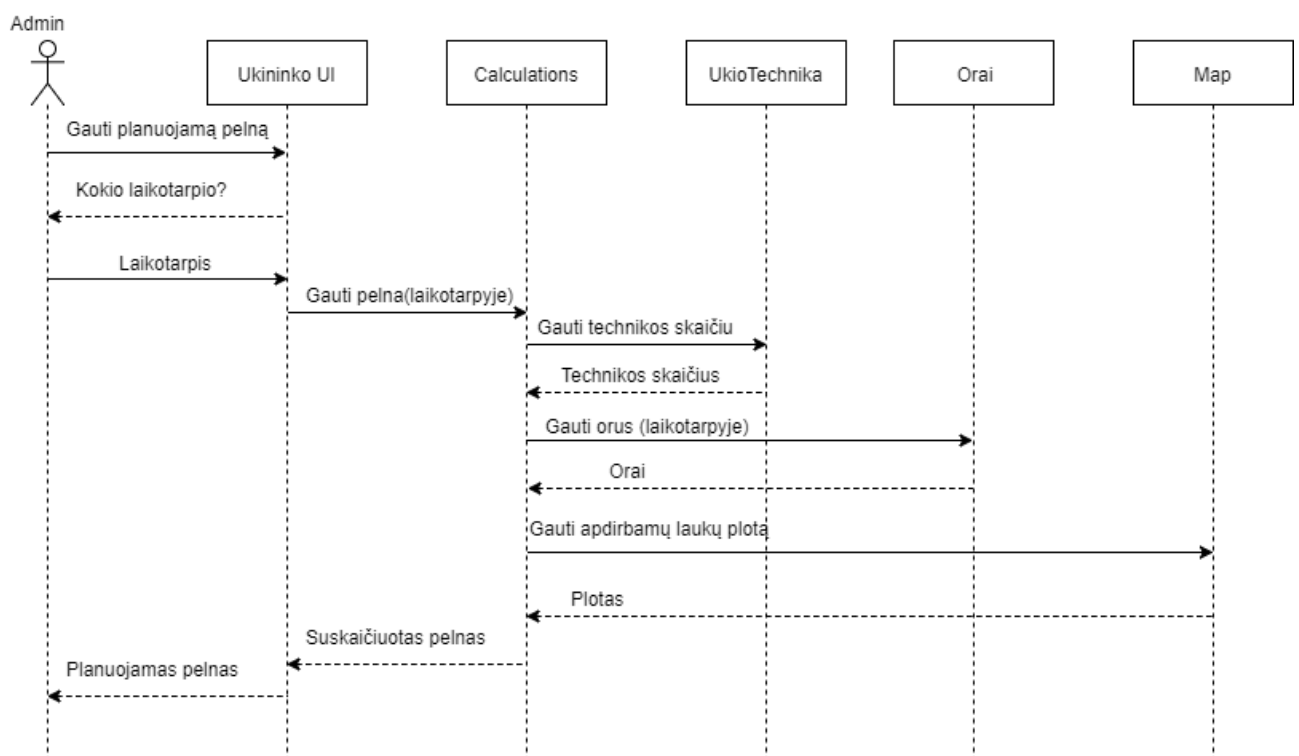 Admin
Ukininko UI
Calculations
UkioTechnika
Orai
Map
Gauti planuojamą pelną
Kokio laikotarpio?
Laikotarpis
Gauti pelna(laikotarpyje)
Gauti technikos skaičiu
Technikos skaičius
Gauti orus (laikotarpyje)
Orai
Gauti apdirbamų laukų plotą
Plotas
Suskaičiuotas pelnas
Planuojamas pelnas